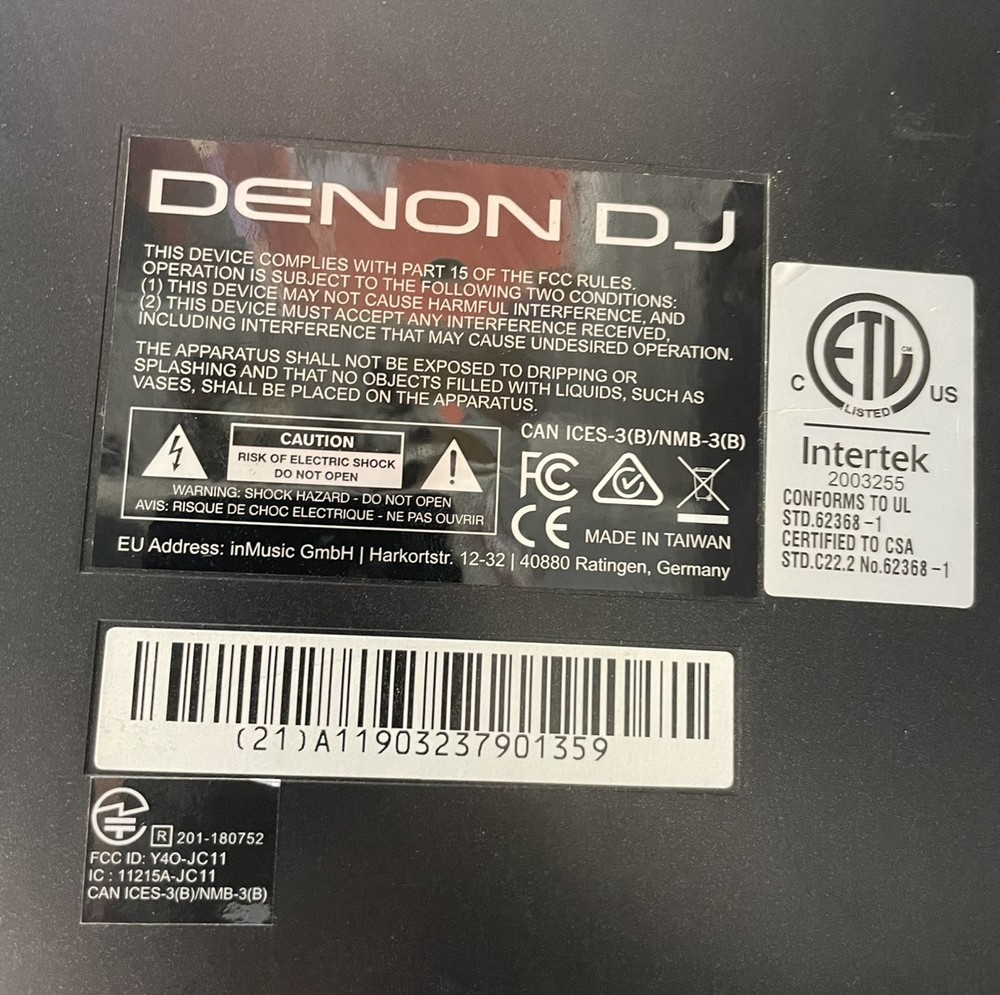 DENON DJ
THIS DEVICE COMPLIES WITH PART 15 OF THE FCC RULES.
OPERATION IS SUBJECT TO THE FOLLOWING TWO CONDITIONS:
(1) THIS DEVICE MAY NOT CAUSE HARMFUL INTERFERENCE, AND
(2) THIS DEVICE MUST ACCEPT ANY INTERFERENCE RECEIVED,
INCLUDING INTERFERENCE THAT MAY CAUSE UNDESIRED OPERATION.
THE APPARATUS SHALL NOT BE EXPOSED TO DRIPPING OR
SPLASHING AND THAT NO OBJECTS FILLED WITH LIQUIDS, SUCH AS
VASES, SHALL BE PLACED ON THE APPARATUS.
CAUTION
RISK OF ELECTRIC SHOCK
DO NOT OPEN
WARNING: SHOCK HAZARD - DO NOT OPEN
AVIS: RISQUE DE CHOC ELECTRIQUE - NE PAS OUVRIR
CAN ICES-3(B)/NMB-3(B)
FC
CE MADE IN TAIWAN
EU Address: inMusic GmbH | Harkortstr. 12-32 | 40880 Ratingen, Germany
ETL CM
C US
LISTED
Intertek
2003255
CONFORMS TO UL
STD.62368-1
CERTIFIED TO CSA
STD.C22.2 No.62368-1
(21)A11903237901359
R 201-180752
FCC ID: Y4O-JC11
IC : 11215A-JC11
CAN ICES-3(B)/NMB-3(B)